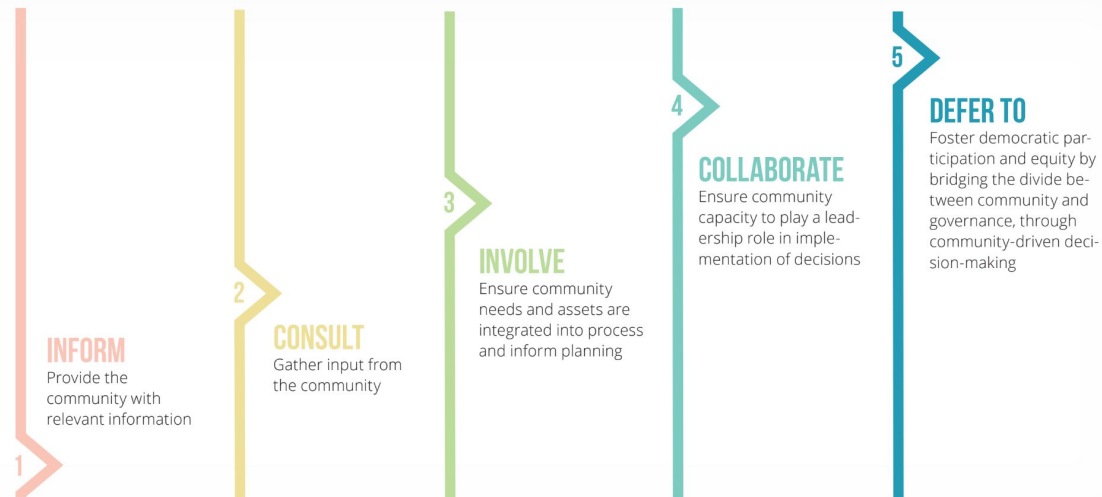 1
INFORM
Provide the
community with
relevant information
2
CONSULT
Gather input from
the community
3
INVOLVE
Ensure community
needs and assets are
integrated into process
and inform planning
4
COLLABORATE
Ensure community
capacity to play a lead-
ership role in imple-
mentation of decisions
5
DEFER TO
Foster democratic par-
ticipation and equity by
bridging the divide be-
tween community and
governance, through
community-driven deci-
sion-making